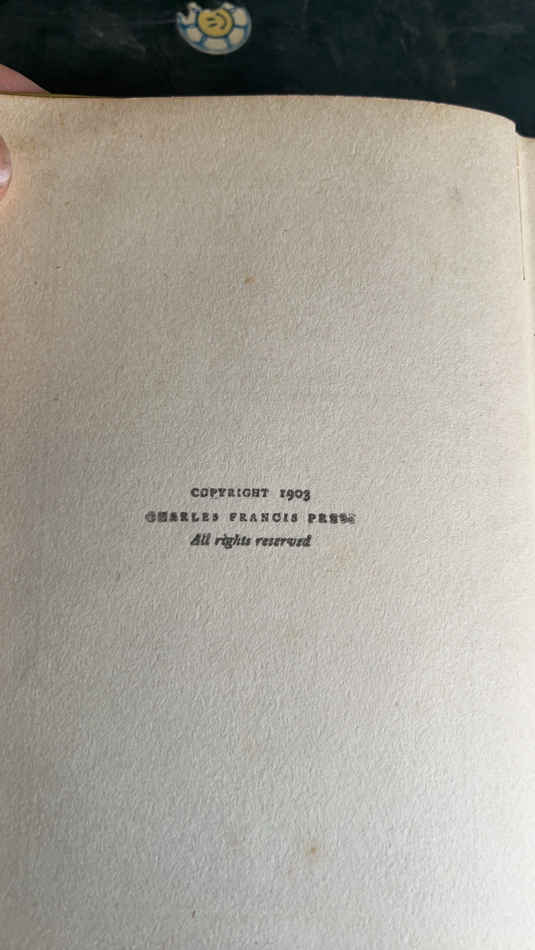 COPYRIGHT 1903
CHARLES FRANCIS PRESS
All rights reserved